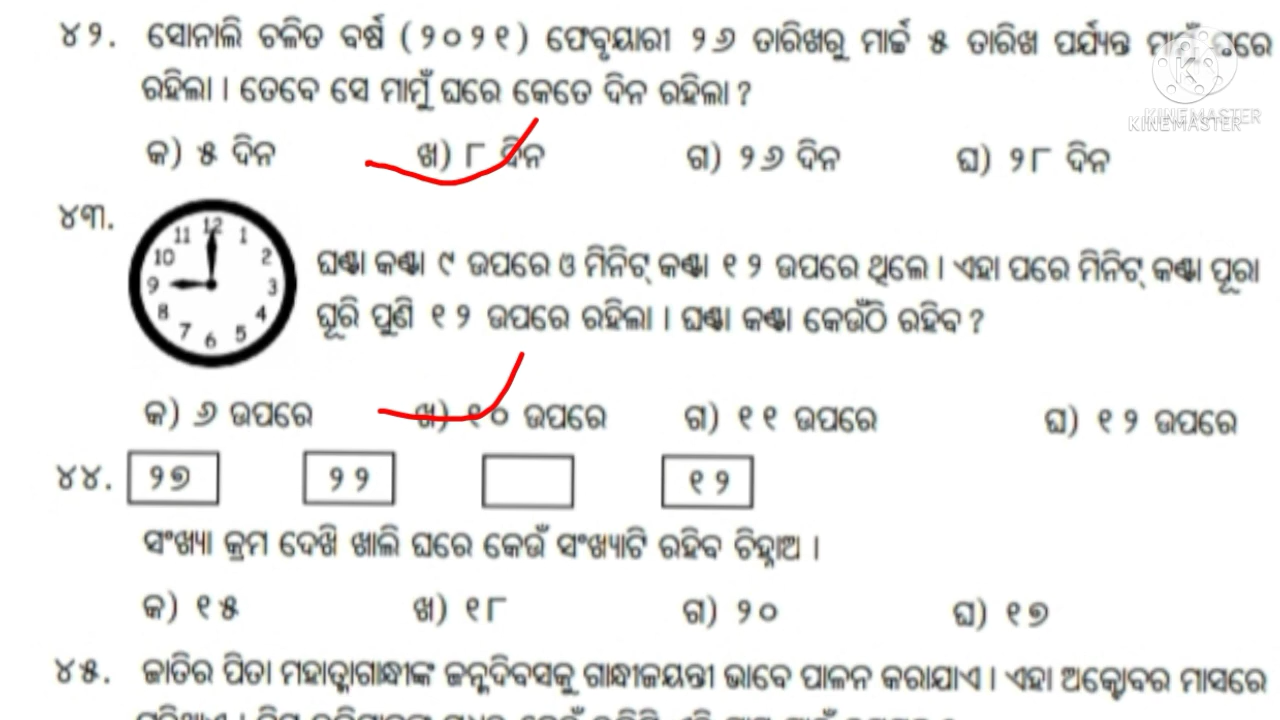 ୪୨. ସୋନାଲି ଚଳିତ ବର୍ଷ (୨୦୨୧) ଫେବୃୟାରୀ ୨୬ ତାରିଖରୁ ମାର୍ଚ୍ଚ ୫ ତାରିଖ ପର୍ଯ୍ୟନ୍ତ
ରହିଲା । ତେବେ ସେ ମାମୁଁ ଘରେ କେତେ ଦିନ ରହିଲା ?
KINEMASTER
KINEMASTER
କ) ୫ ଦିନ ଖ) ୮ ଦିନ ଗ) ୨୬ ଦିନ ଘ) ୨୮ ଦିନ
୪୩.
12
11 1
10 2
9 3
8 4
7 5
6
ଘଣ୍ଟା କଣ୍ଟା ୯ ଉପରେ ଓ ମିନିଟ୍ କଣ୍ଟା ୧୨ ଉପରେ ଥିଲେ । ଏହା ପରେ ମିନିଟ୍ କଣ୍ଟା ପୂରା
ଘୂରି ପୁଣି ୧୨ ଉପରେ ରହିଲା । ଘଣ୍ଟା କଣ୍ଟା କେଉଁଠି ରହିବ ?
କ) ୬ ଉପରେ ଖ) ୧୦ ଉପରେ ଗ) ୧୧ ଉପରେ ଘ) ୧୨ ଉପରେ
୪୪. ୨୭ ୨୨ ୧୨
ସଂଖ୍ୟା କ୍ରମ ଦେଖି ଖାଲି ଘରେ କେଉଁ ସଂଖ୍ୟାଟି ରହିବ ଚିହ୍ନାଅ ।
କ) ୧୫ ଖ) ୧୮ ଗ) ୨୦ ଘ) ୧୭
୪୫. ଜାତିର ପିତା ମହାତ୍ମାଗାନ୍ଧୀଙ୍କ ଜନ୍ମଦିବସକୁ ଗାନ୍ଧୀଜୟନ୍ତୀ ଭାବେ ପାଳନ କରାଯାଏ । ଏହା ଅକ୍ଟୋବର ମାସରେ